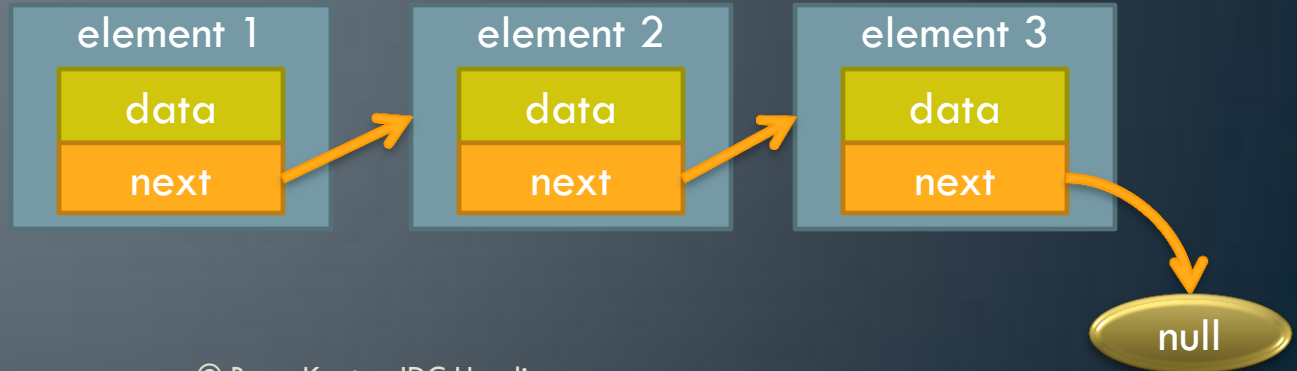 element 1
element 2
element 3
data
data
data
next
next
next
null